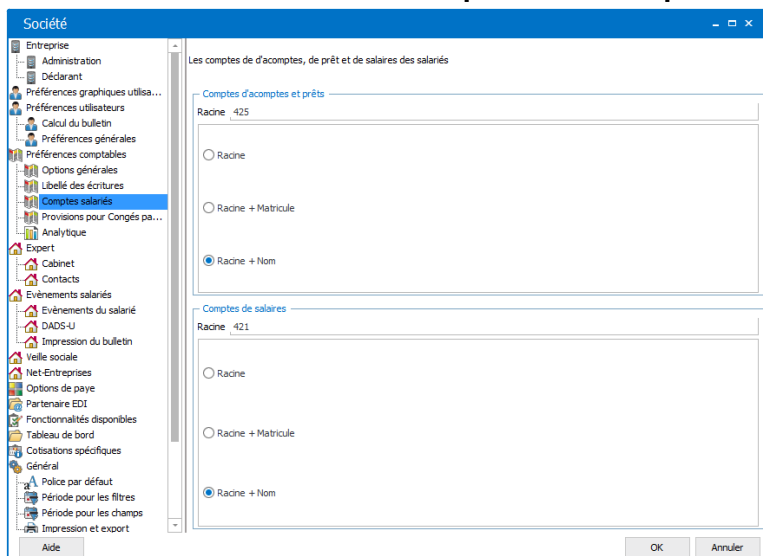 Société
Entreprise
Administration
Déclarant
Préférences graphiques utilisa...
Préférences utilisateurs
Calcul du bulletin
Préférences générales
Préférences comptables
Options générales
Libellé des écritures
Comptes salariés
Provisions pour Congés pa...
Analytique
Expert
Cabinet
Contacts
Evènements salariés
Evènements du salarié
DADS-U
Impression du bulletin
Veille sociale
Net-Entreprises
Options de paye
Partenaire EDI
Fonctionnalités disponibles
Tableau de bord
Cotisations spécifiques
Général
Police par défaut
Période pour les filtres
Période pour les champs
Impression et export
Les comptes de d'acomptes, de prêt et de salaires des salariés
Comptes d'acomptes et prêts
Racine 425
Racine
Racine + Matricule
Racine + Nom
Comptes de salaires
Racine 421
Racine
Racine + Matricule
Racine + Nom
Aide
OK
Annuler